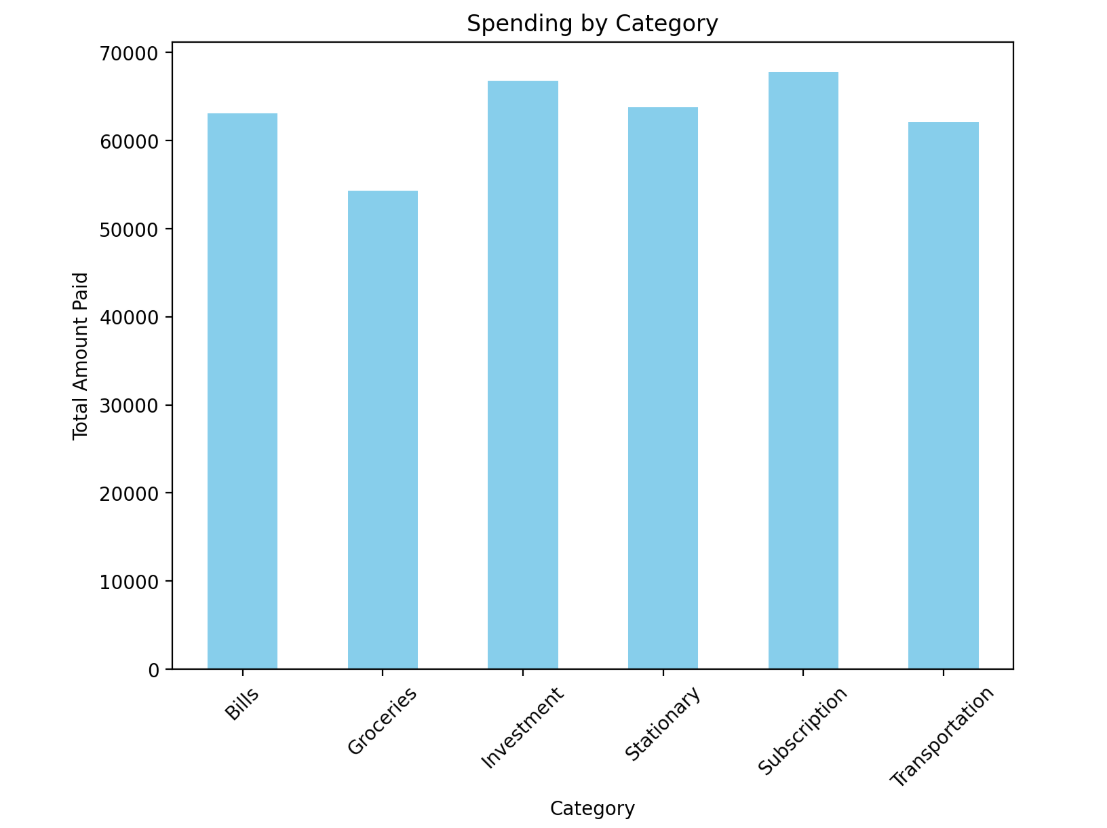 Spending by Category
Total Amount Paid
70000
60000
50000
40000
30000
20000
10000
0
Bills
Groceries
Investment
Stationary
Subscription
Transportation
Category